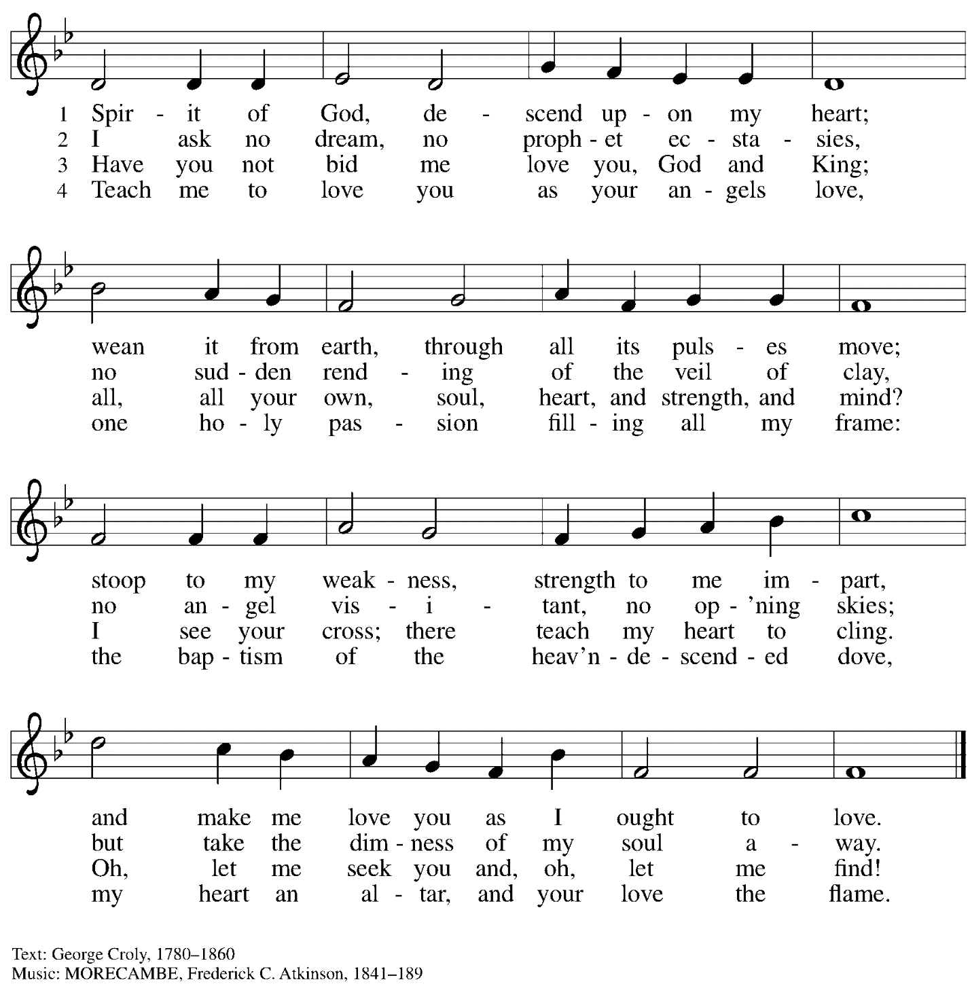 1 Spir - it of God, de - scend up - on my heart;
2 I ask no dream, no proph - et ec - sta - sies,
3 Have you not bid me love you, God and King;
4 Teach me to love you as your an - gels love,
wean it from earth, through all its puls - es move;
no sud - den rend - ing of the veil of clay,
all, all your own, soul, heart, and strength, and mind?
one ho - ly pas - sion fill - ing all my frame:
stoop to my weak - ness, strength to me im - part,
no an - gel vis - i - tant, no op - ’ning skies;
I see your cross; there teach my heart to cling.
the bap - tism of the heav’n - de - scend - ed dove,
and make me love you as I ought to love.
but take the dim - ness of my soul a - way.
Oh, let me seek you and, oh, let me find!
my heart an al - tar, and your love the flame.
Text: George Croly, 1780–1860
Music: MORECAMBE, Frederick C. Atkinson, 1841–189